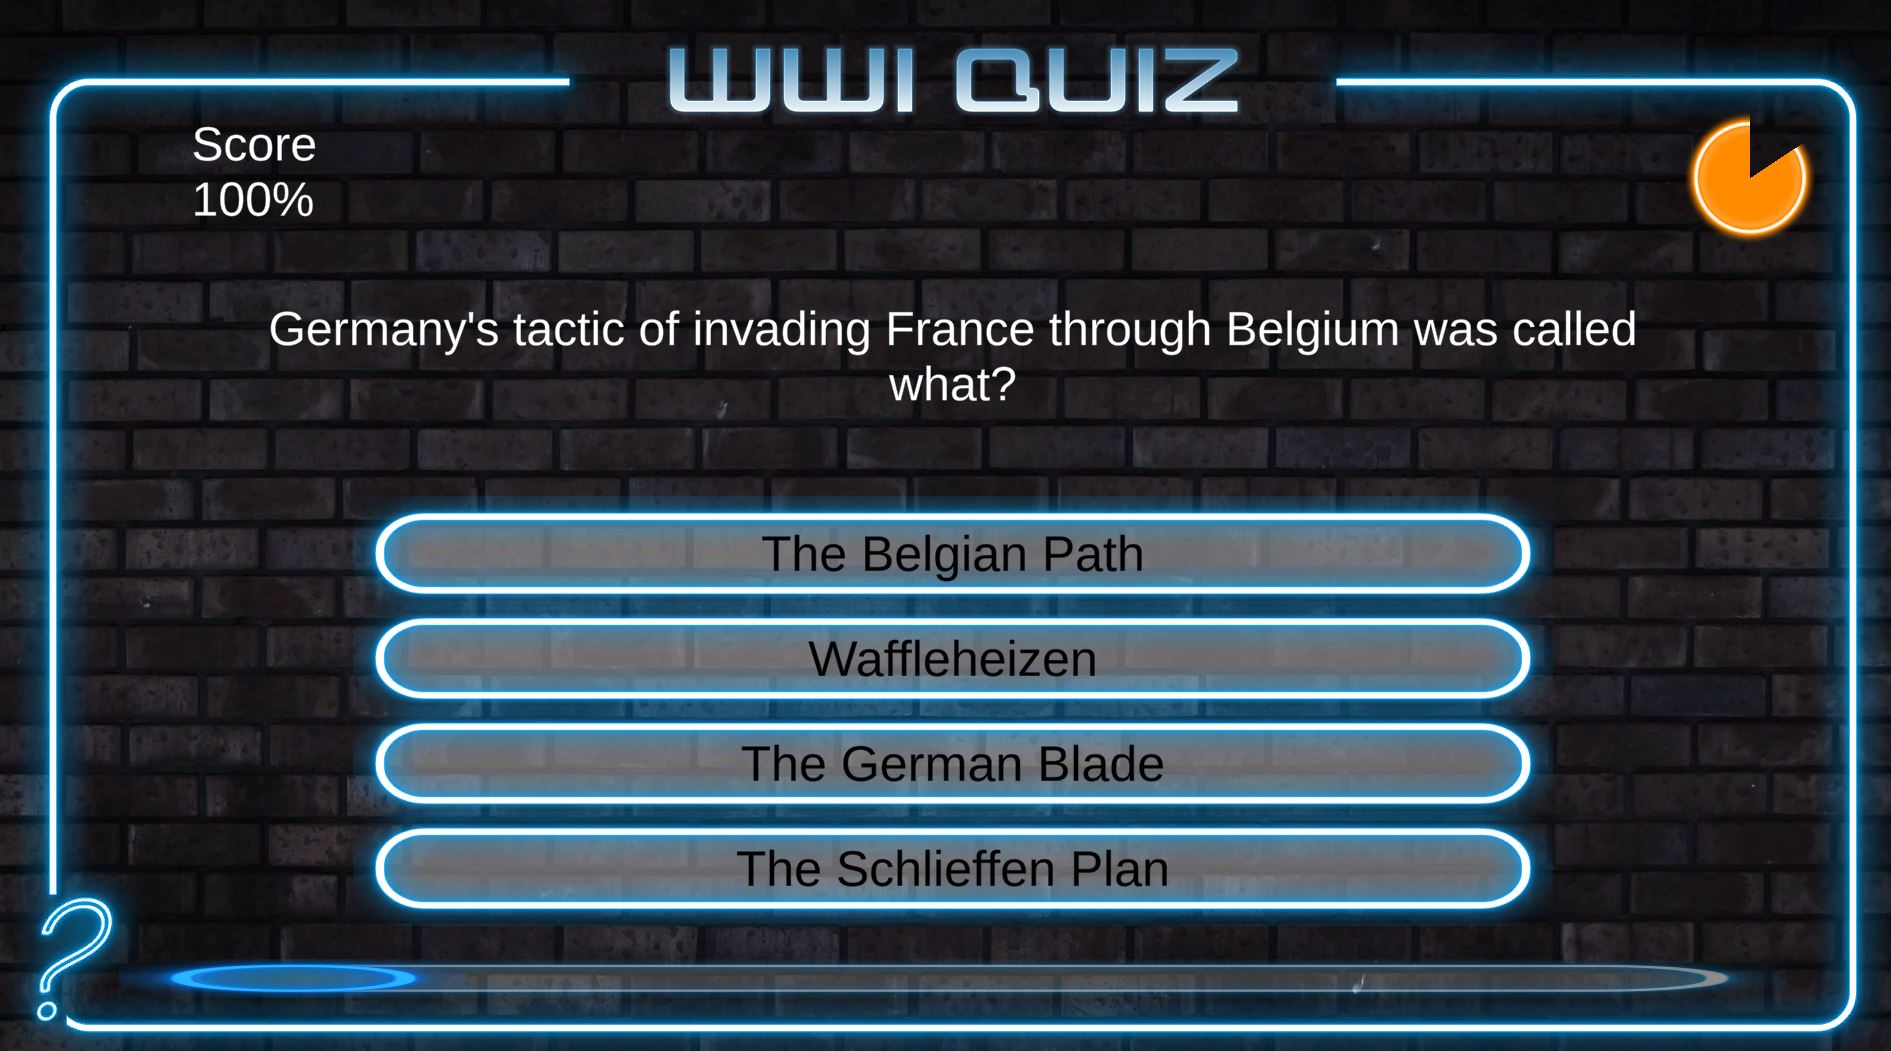 WWI QUIZ
Score
100%
Germany's tactic of invading France through Belgium was called
what?
The Belgian Path
Waffleheizen
The German Blade
The Schlieffen Plan
?